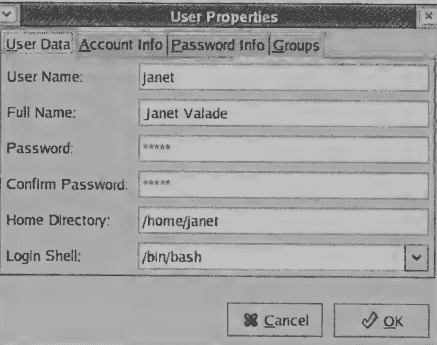 User Properties
User Data Account Info Password Info Groups
User Name: janet
Full Name: Janet Valade
Password: *****
Confirm Password: *****
Home Directory: /home/janet
Login Shell: /bin/bash
Cancel OK